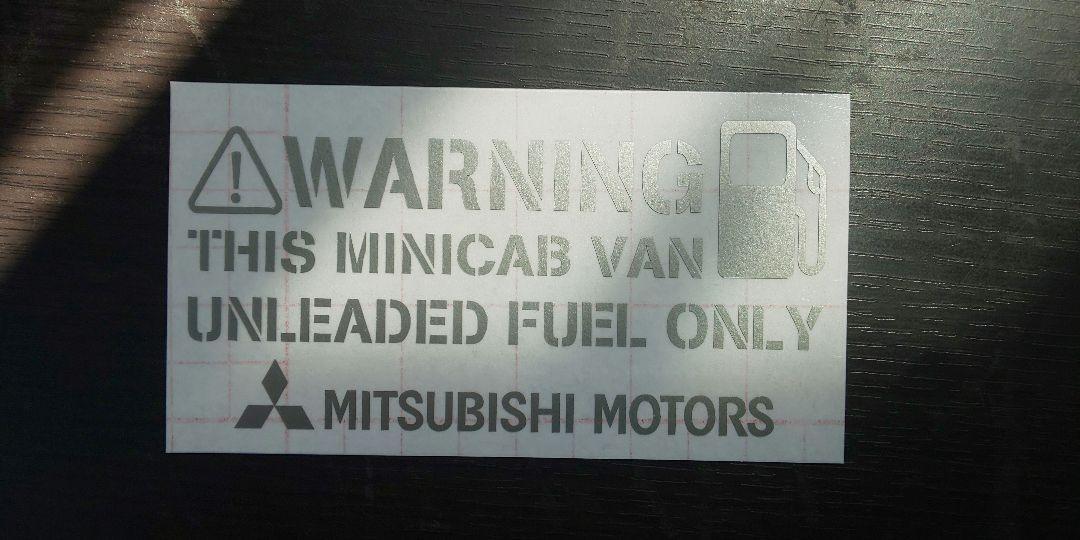 WARNING
THIS MINICAB VAN
UNLEADED FUEL ONLY
MITSUBISHI MOTORS